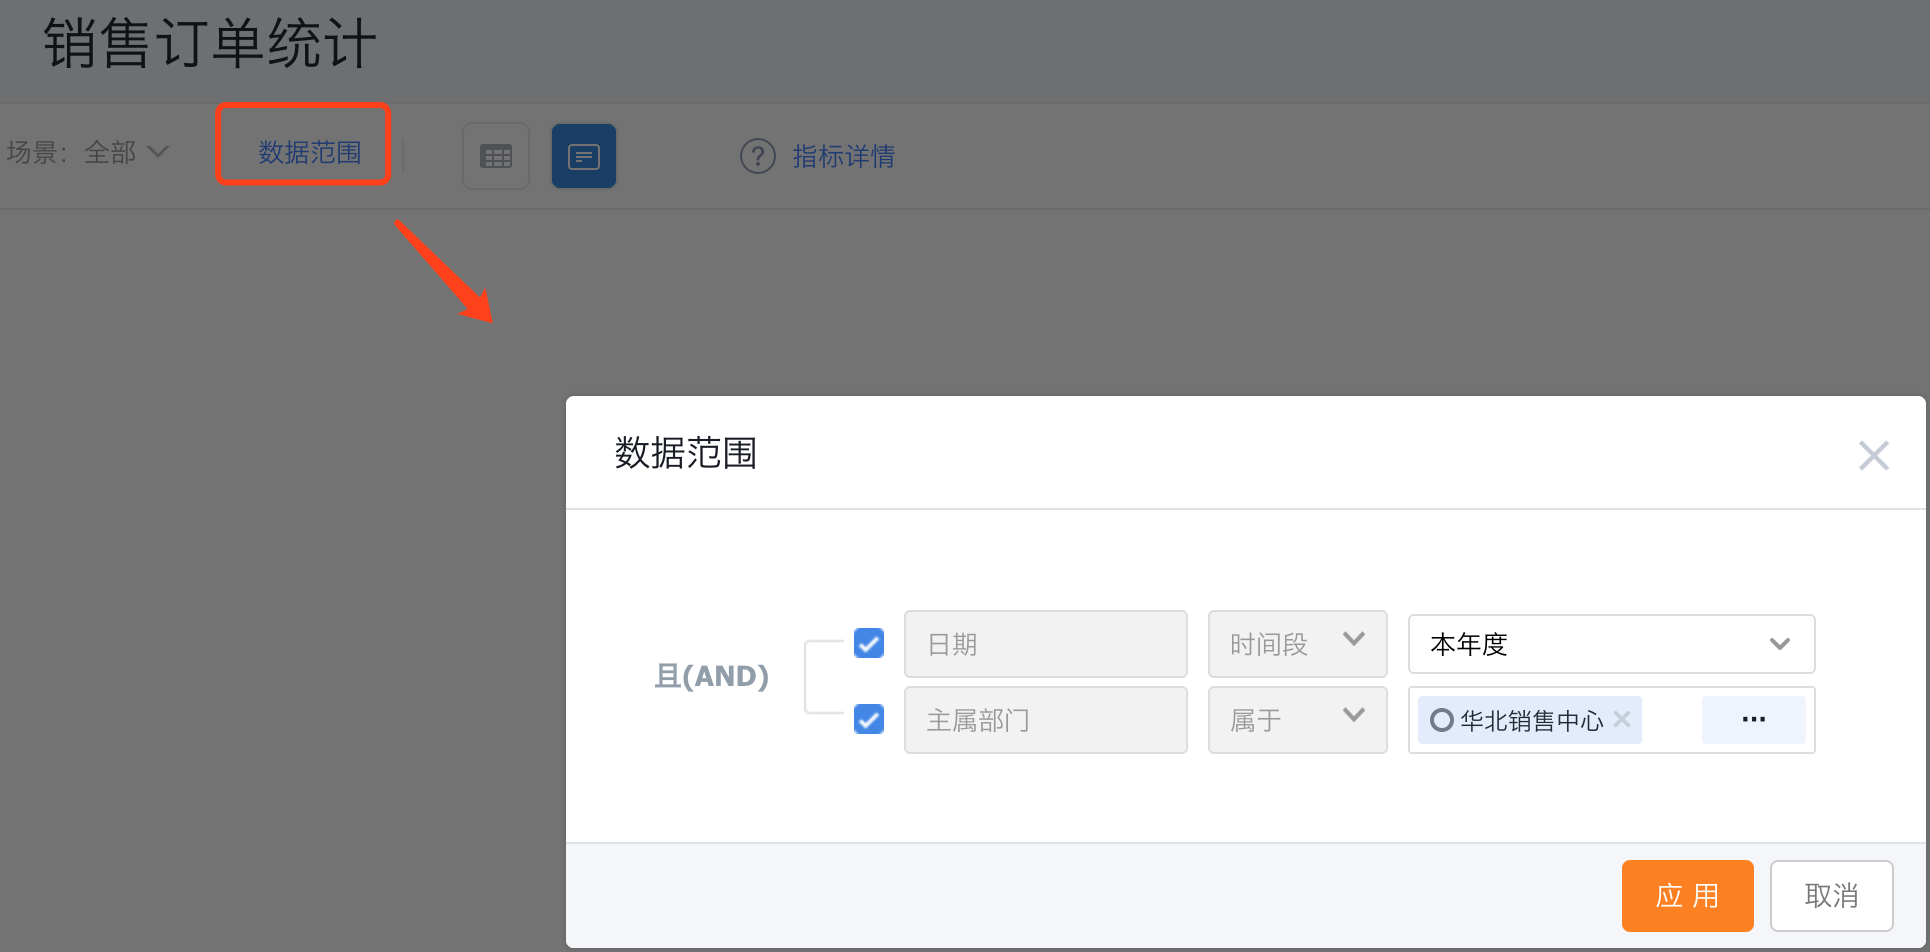 销售订单统计
场景：全部 数据范围 ? 指标详情
数据范围
日期 时间段 本年度
且(AND)
主属部门 属于 华北销售中心 ...
应 用 取消